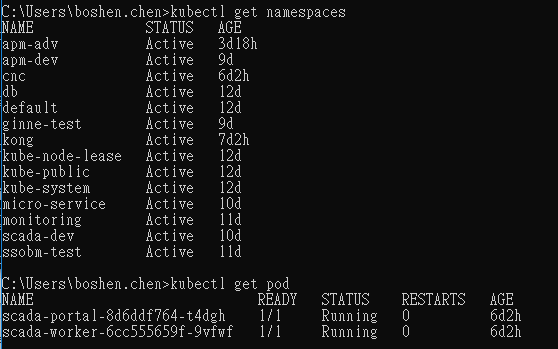 C:\Users\boshen.chen>kubectl get namespaces
NAME STATUS AGE
apm-adv Active 3d18h
apm-dev Active 9d
cnc Active 6d2h
db Active 12d
default Active 12d
ginne-test Active 9d
kong Active 7d2h
kube-node-lease Active 12d
kube-public Active 12d
kube-system Active 12d
micro-service Active 10d
monitoring Active 11d
scada-dev Active 10d
ssobm-test Active 11d
C:\Users\boshen.chen>kubectl get pod
NAME READY STATUS RESTARTS AGE
scada-portal-8d6ddf764-t4dgh 1/1 Running 0 6d2h
scada-worker-6cc555659f-9vfwf 1/1 Running 0 6d2h